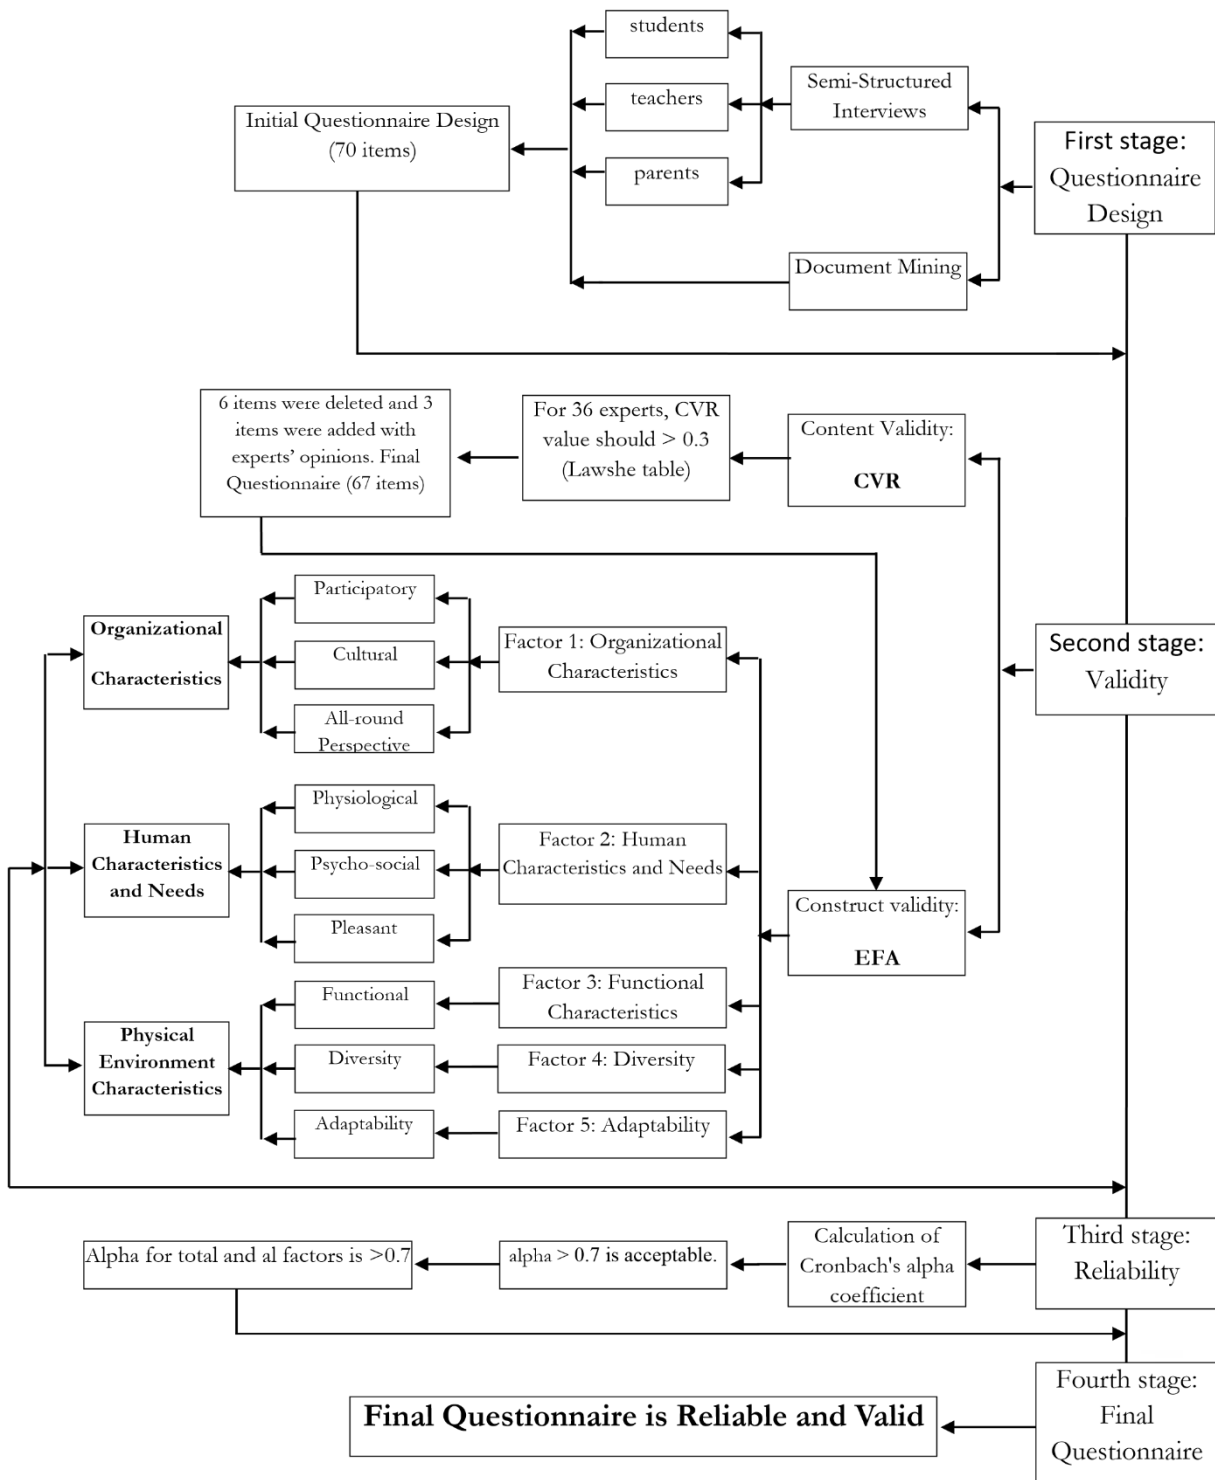 students
teachers
parents
Semi-Structured
Interviews
Initial Questionnaire Design
(70 items)
First stage:
Questionnaire
Design
Document Mining
6 items were deleted and 3
items were added with
experts’ opinions. Final
Questionnaire (67 items)
For 36 experts, CVR
value should > 0.3
(Lawshe table)
Content Validity:
CVR
Second stage:
Validity
Participatory
Cultural
All-round
Perspective
Organizational
Characteristics
Factor 1: Organizational
Characteristics
Physiological
Psycho-social
Pleasant
Human
Characteristics
and Needs
Factor 2: Human
Characteristics and Needs
Construct validity:
EFA
Functional
Diversity
Adaptability
Physical
Environment
Characteristics
Factor 3: Functional
Characteristics
Factor 4: Diversity
Factor 5: Adaptability
Alpha for total and al factors is >0.7
alpha > 0.7 is acceptable.
Calculation of
Cronbach's alpha
coefficient
Third stage:
Reliability
Final Questionnaire is Reliable and Valid
Fourth stage:
Final
Questionnaire